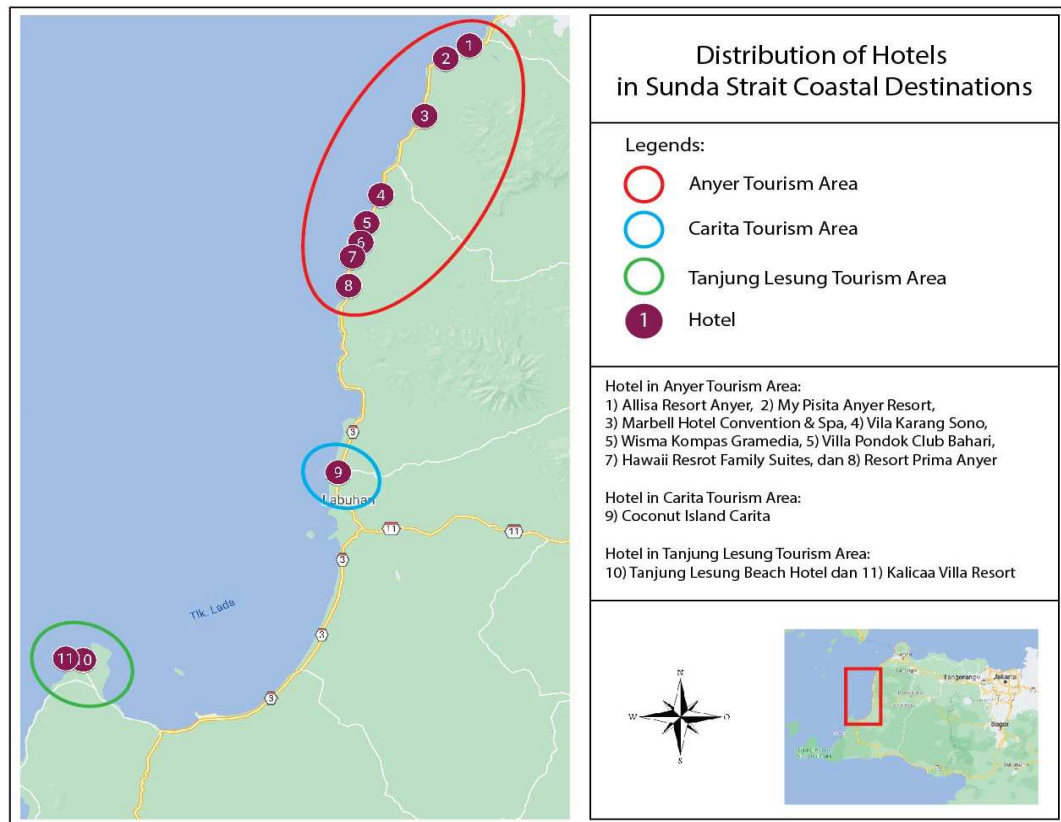 1
2
3
4
5
6
7
8
3
9
Labuhan
11
11
3
Tlk. Lada
3
11
10
3
Distribution of Hotels
in Sunda Strait Coastal Destinations
Legends:
Anyer Tourism Area
Carita Tourism Area
Tanjung Lesung Tourism Area
1
Hotel
Hotel in Anyer Tourism Area:
1) Allisa Resort Anyer, 2) My Pisita Anyer Resort,
3) Marbell Hotel Convention & Spa, 4) Vila Karang Sono,
5) Wisma Kompas Gramedia, 5) Villa Pondok Club Bahari,
7) Hawaii Resrot Family Suites, dan 8) Resort Prima Anyer
Hotel in Carita Tourism Area:
9) Coconut Island Carita
Hotel in Tanjung Lesung Tourism Area:
10) Tanjung Lesung Beach Hotel dan 11) Kalicaa Villa Resort
N
W O
S
Tangerang
Jakarta
Bogor